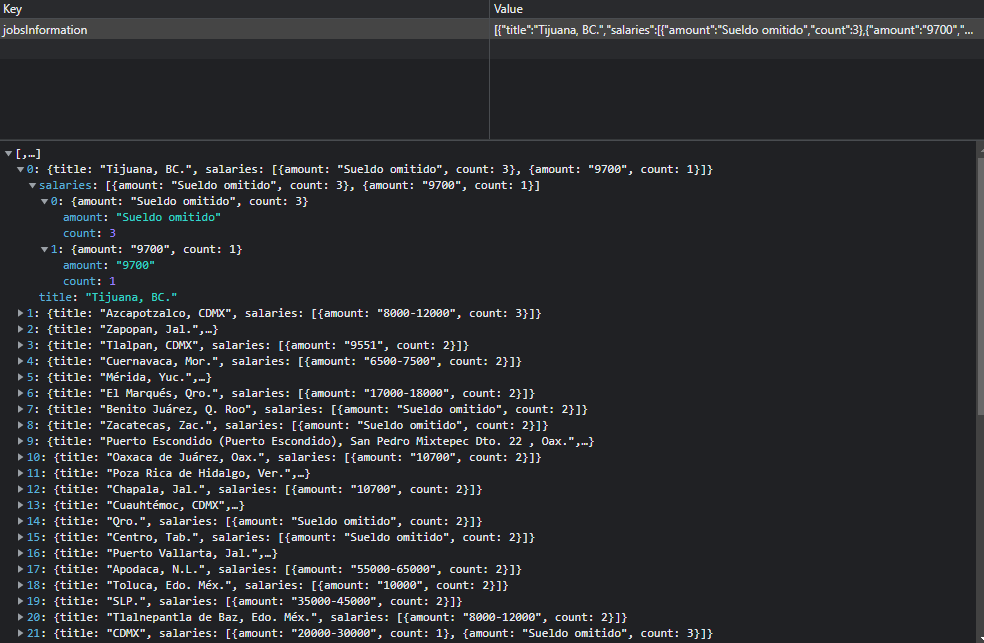 Key Value
jobsInformation [{"title":"Tijuana, BC.","salaries":[{"amount":"Sueldo omitido","count":3},{"amount":"9700","...
[,…]
0: {title: "Tijuana, BC.", salaries: [{amount: "Sueldo omitido", count: 3}, {amount: "9700", count: 1}]}
salaries: [{amount: "Sueldo omitido", count: 3}, {amount: "9700", count: 1}]
0: {amount: "Sueldo omitido", count: 3}
amount: "Sueldo omitido"
count: 3
1: {amount: "9700", count: 1}
amount: "9700"
count: 1
title: "Tijuana, BC."
1: {title: "Azcapotzalco, CDMX", salaries: [{amount: "8000-12000", count: 3}]}
2: {title: "Zapopan, Jal.",…}
3: {title: "Tlalpan, CDMX", salaries: [{amount: "9551", count: 2}]}
4: {title: "Cuernavaca, Mor.", salaries: [{amount: "6500-7500", count: 2}]}
5: {title: "Mérida, Yuc.",…}
6: {title: "El Marqués, Qro.", salaries: [{amount: "17000-18000", count: 2}]}
7: {title: "Benito Juárez, Q. Roo", salaries: [{amount: "Sueldo omitido", count: 2}]}
8: {title: "Zacatecas, Zac.", salaries: [{amount: "Sueldo omitido", count: 2}]}
9: {title: "Puerto Escondido (Puerto Escondido), San Pedro Mixtepec Dto. 22 , Oax.",…}
10: {title: "Oaxaca de Juárez, Oax.", salaries: [{amount: "10700", count: 2}]}
11: {title: "Poza Rica de Hidalgo, Ver.",…}
12: {title: "Chapala, Jal.", salaries: [{amount: "10700", count: 2}]}
13: {title: "Cuauhtémoc, CDMX",…}
14: {title: "Qro.", salaries: [{amount: "Sueldo omitido", count: 2}]}
15: {title: "Centro, Tab.", salaries: [{amount: "Sueldo omitido", count: 2}]}
16: {title: "Puerto Vallarta, Jal.",…}
17: {title: "Apodaca, N.L.", salaries: [{amount: "55000-65000", count: 2}]}
18: {title: "Toluca, Edo. Méx.", salaries: [{amount: "10000", count: 2}]}
19: {title: "SLP.", salaries: [{amount: "35000-45000", count: 2}]}
20: {title: "Tlalnepantla de Baz, Edo. Méx.", salaries: [{amount: "8000-12000", count: 2}]}
21: {title: "CDMX", salaries: [{amount: "20000-30000", count: 1}, {amount: "Sueldo omitido", count: 3}]}